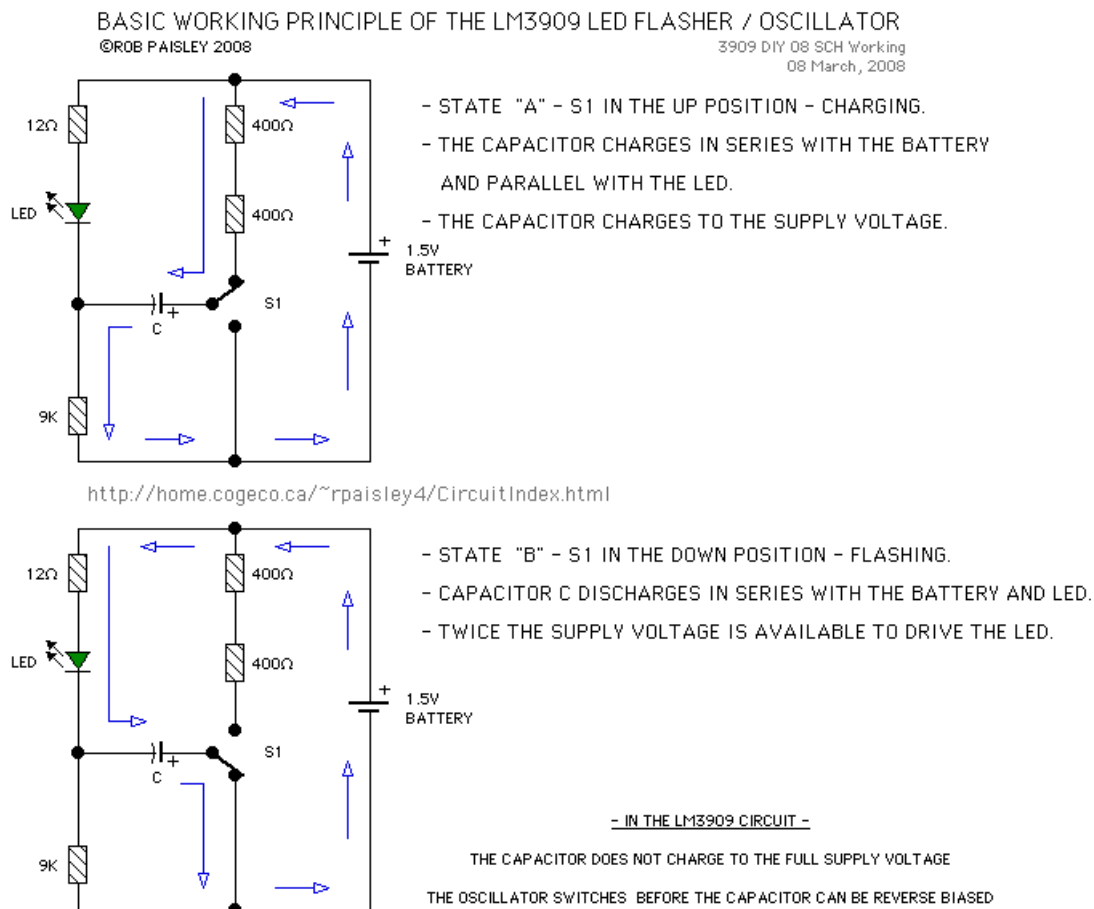 BASIC WORKING PRINCIPLE OF THE LM3909 LED FLASHER / OSCILLATOR
©ROB PAISLEY 2008
3909 DIY 08 SCH Working
08 March, 2008
12Ω
400Ω
LED
400Ω
+
1.5V
BATTERY
S1
+
C
9K
- STATE "A" - S1 IN THE UP POSITION - CHARGING.
- THE CAPACITOR CHARGES IN SERIES WITH THE BATTERY
AND PARALLEL WITH THE LED.
- THE CAPACITOR CHARGES TO THE SUPPLY VOLTAGE.
http://home.cogeco.ca/~rpaisley4/CircuitIndex.html
12Ω
400Ω
LED
400Ω
+
1.5V
BATTERY
S1
+
C
9K
- STATE "B" - S1 IN THE DOWN POSITION - FLASHING.
- CAPACITOR C DISCHARGES IN SERIES WITH THE BATTERY AND LED.
- TWICE THE SUPPLY VOLTAGE IS AVAILABLE TO DRIVE THE LED.
- IN THE LM3909 CIRCUIT -
THE CAPACITOR DOES NOT CHARGE TO THE FULL SUPPLY VOLTAGE
THE OSCILLATOR SWITCHES BEFORE THE CAPACITOR CAN BE REVERSE BIASED